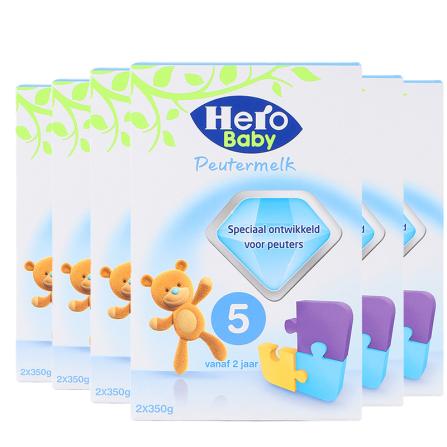 Hero
Baby
Peutermelk
Speciaal ontwikkeld
voor peuters
5
vanaf 2 jaar
2x350g
2x350g
2x350g
2x350g
d
d